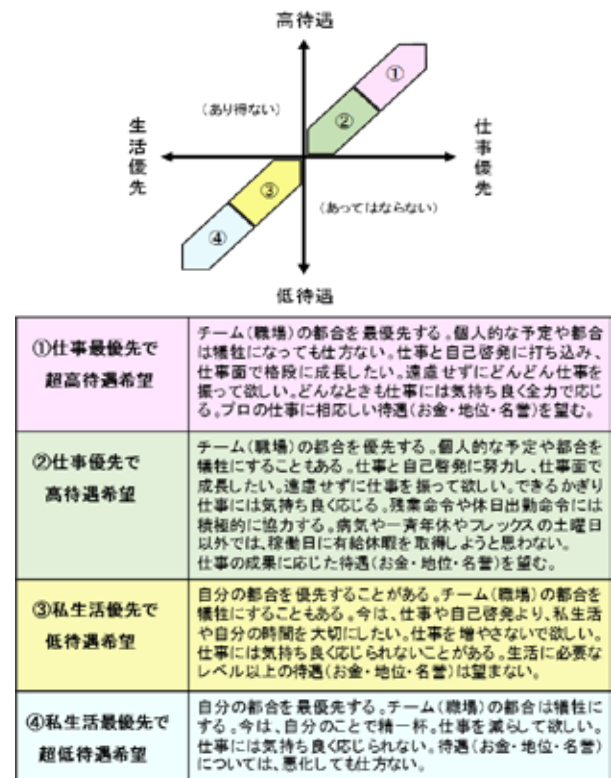 高待遇
①
(あり得ない)
②
生活優先
仕事優先
③
(あってはならない)
④
低待遇
①仕事最優先で
超高待遇希望
チーム(職場)の都合を最優先する。個人的な予定や都合
は犠牲になっても仕方ない。仕事と自己啓発に打ち込み、
仕事面で格段に成長したい。遠慮せずにどんどん仕事を
振って欲しい。どんなときも仕事には気持ち良く全力で応じ
る。プロの仕事に相応しい待遇(お金・地位・名誉)を望む。
②仕事優先で
高待遇希望
チーム(職場)の都合を優先する。個人的な予定や都合を
犠牲にすることもある。仕事と自己啓発に努力し、仕事面で
成長したい。遠慮せずに仕事を振って欲しい。できるかぎり
仕事には気持ち良く応じる。残業命令や休日出勤命令には
積極的に協力する。病気や一斉年休やフレックスの土曜日
以外では、稼働日に有給休暇を取得しようと思わない。
仕事の成果に応じた待遇(お金・地位・名誉)を望む。
③私生活優先で
低待遇希望
自分の都合を優先することがある。チーム(職場)の都合を
犠牲にすることもある。今は、仕事や自己啓発より、私生活
や自分の時間を大切にしたい。仕事を増やさないで欲しい。
仕事には気持ち良く応じられないことがある。生活に必要な
レベル以上の待遇(お金・地位・名誉)は望まない。
④私生活最優先で
超低待遇希望
自分の都合を最優先する。チーム(職場)の都合は犠牲に
する。今は、自分のことで精一杯。仕事を減らして欲しい。
仕事には気持ち良く応じられない。待遇(お金・地位・名誉)
については、悪化しても仕方ない。